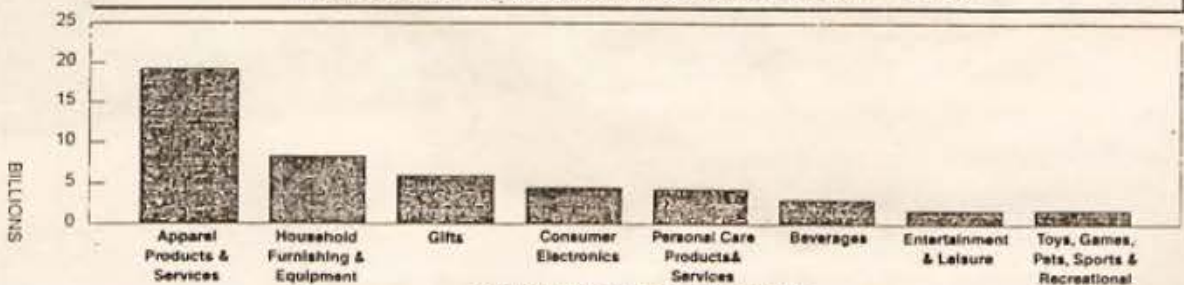 25
20
15
10
5
0
BILLIONS
Apparel
Products &
Services
Household
Furnishing &
Equipment
Gifts
Consumer
Electronics
Personal Care
Products&
Services
Beverages
Entertainment
& Leisure
Toys, Games,
Pets, Sports &
Recreational